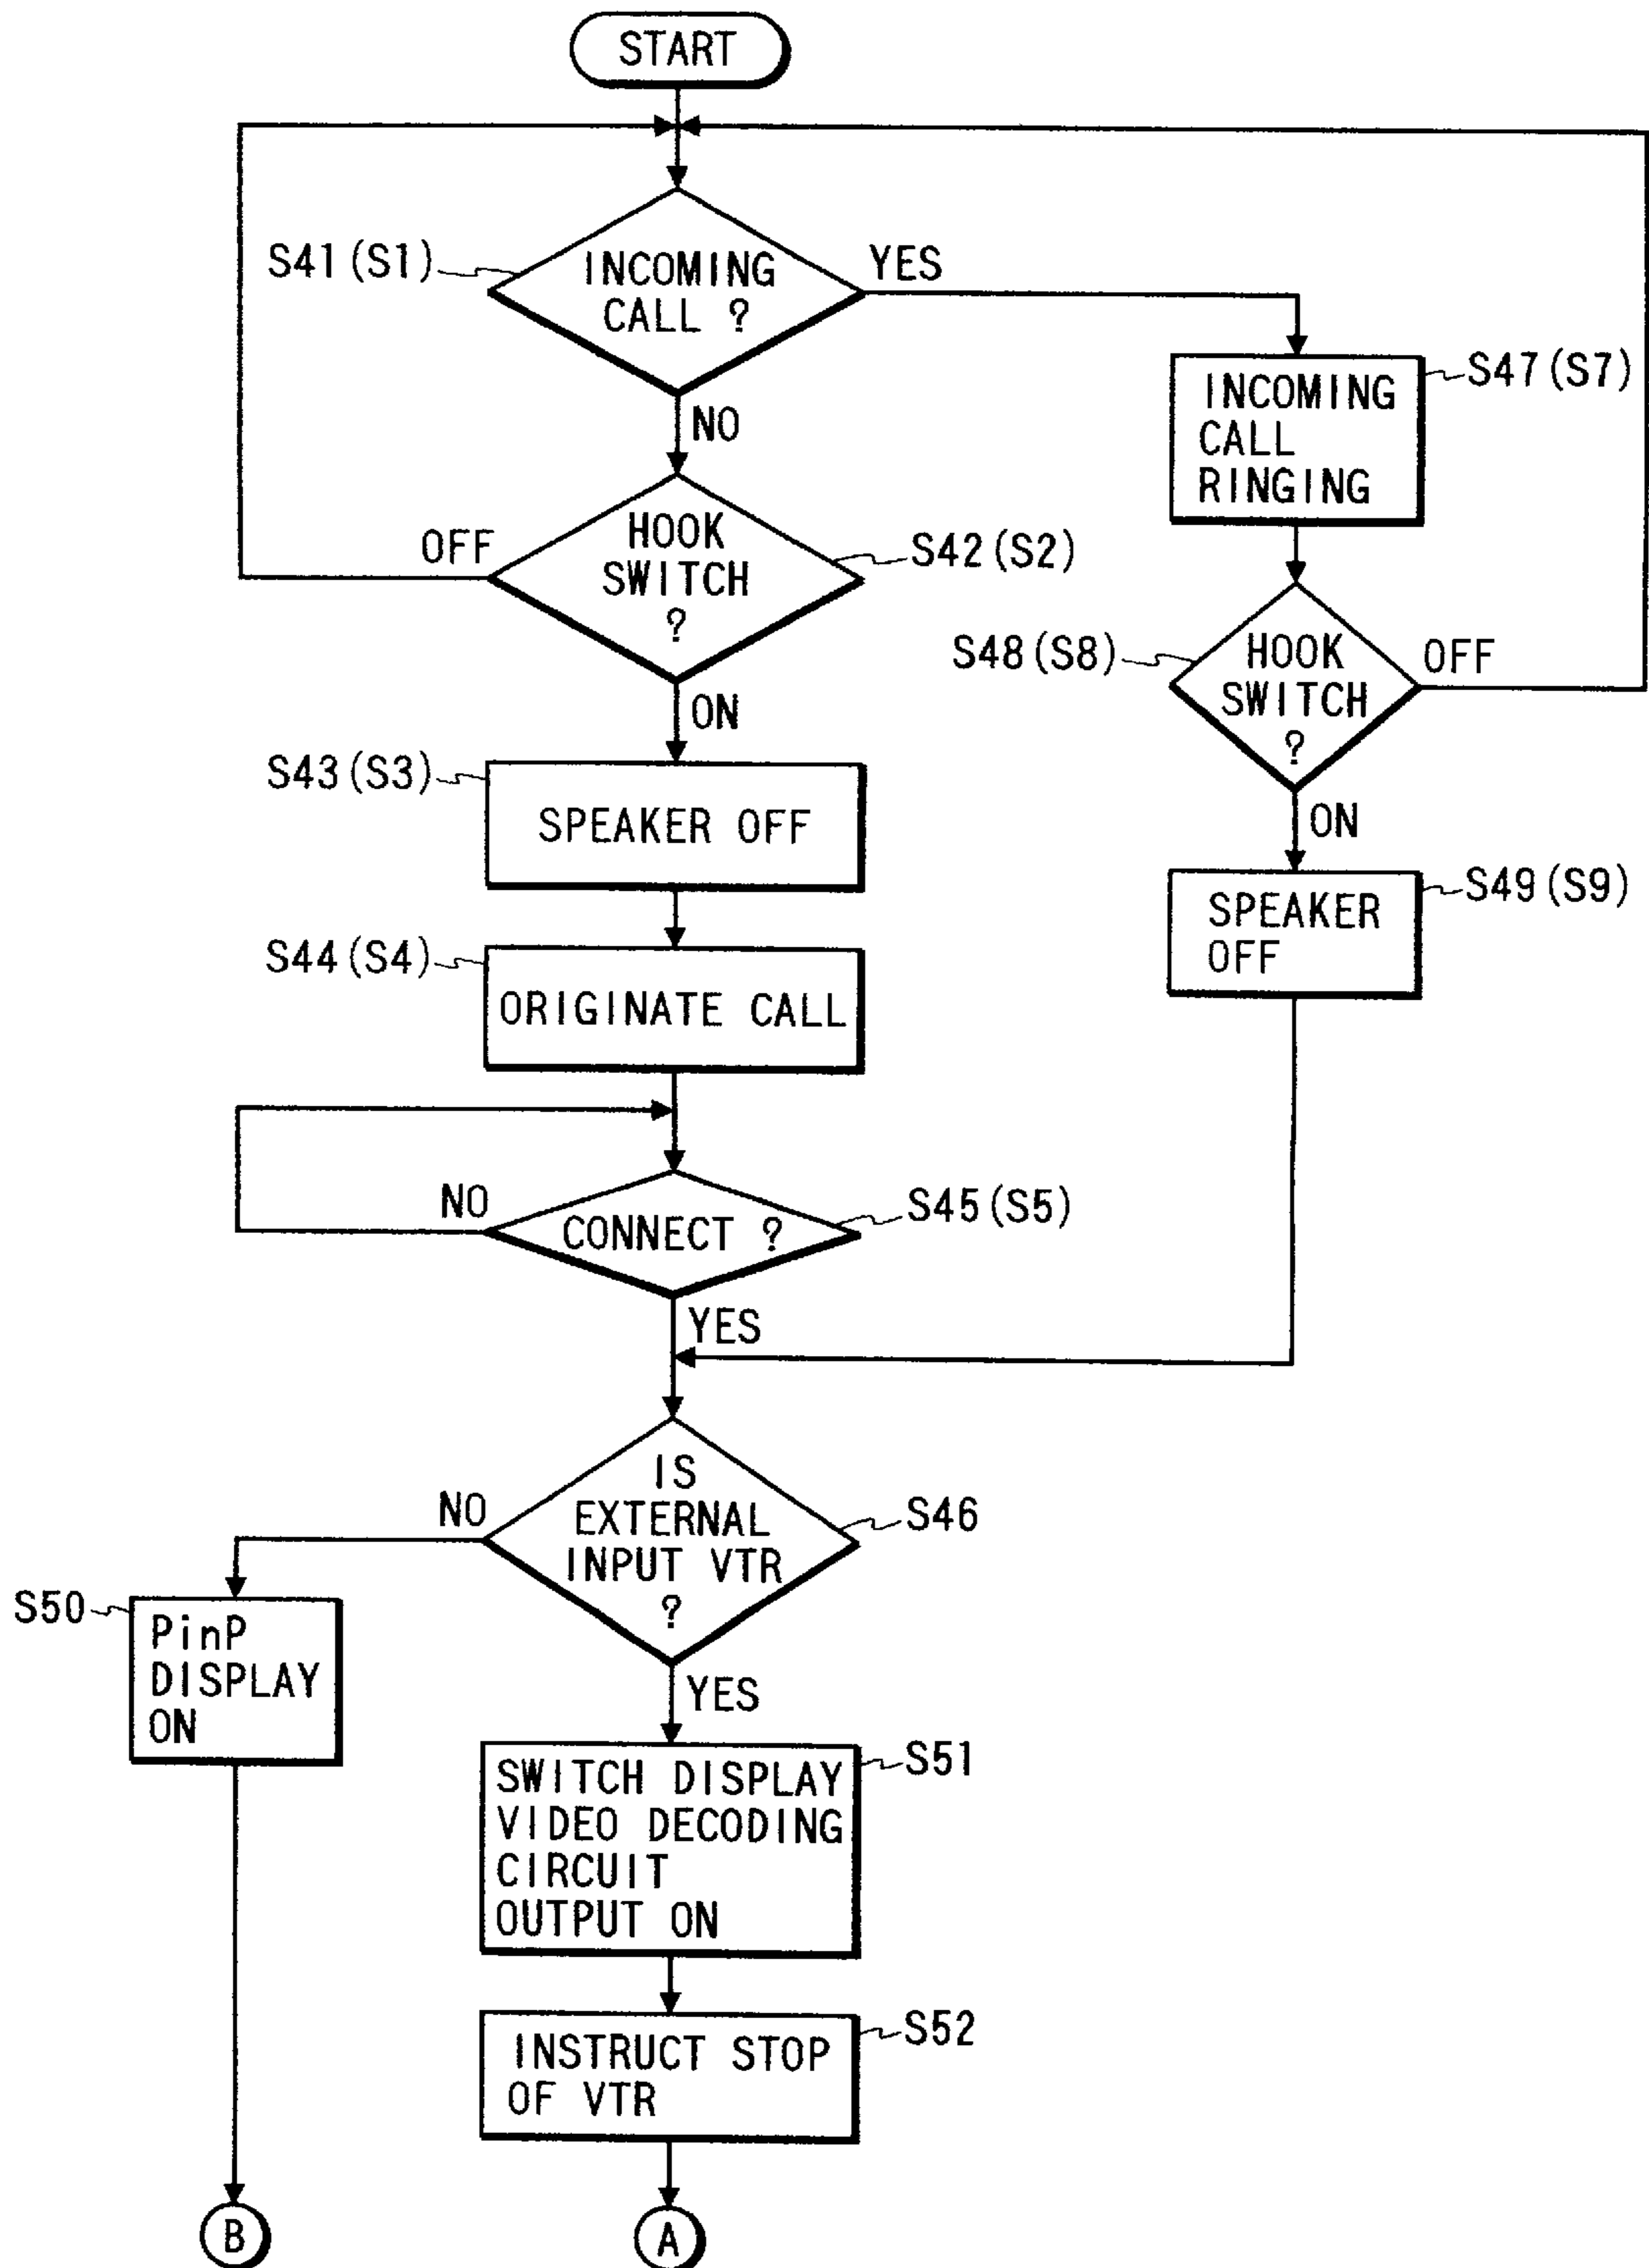 START
S41(S1)
INCOMING
CALL ?
YES
NO
S47(S7)
INCOMING
CALL
RINGING
OFF
HOOK
SWITCH
?
S42(S2)
ON
S48(S8)
HOOK
SWITCH
?
OFF
ON
S43(S3)
SPEAKER OFF
S49(S9)
SPEAKER
OFF
S44(S4)
ORIGINATE CALL
NO
CONNECT ?
S45(S5)
YES
NO
IS
EXTERNAL
INPUT VTR
?
S46
YES
S50
PinP
DISPLAY
ON
S51
SWITCH DISPLAY
VIDEO DECODING
CIRCUIT
OUTPUT ON
S52
INSTRUCT STOP
OF VTR
B
A